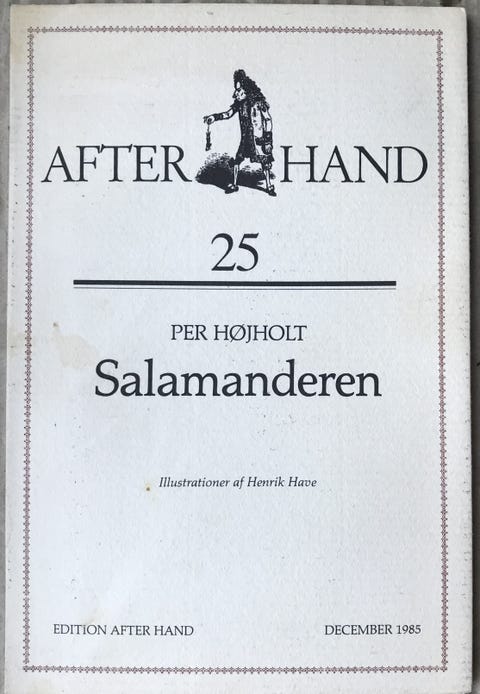 AFTER HAND
25
PER HØJHOLT
Salamanderen
Illustrationer af Henrik Have
EDITION AFTER HAND DECEMBER 1985